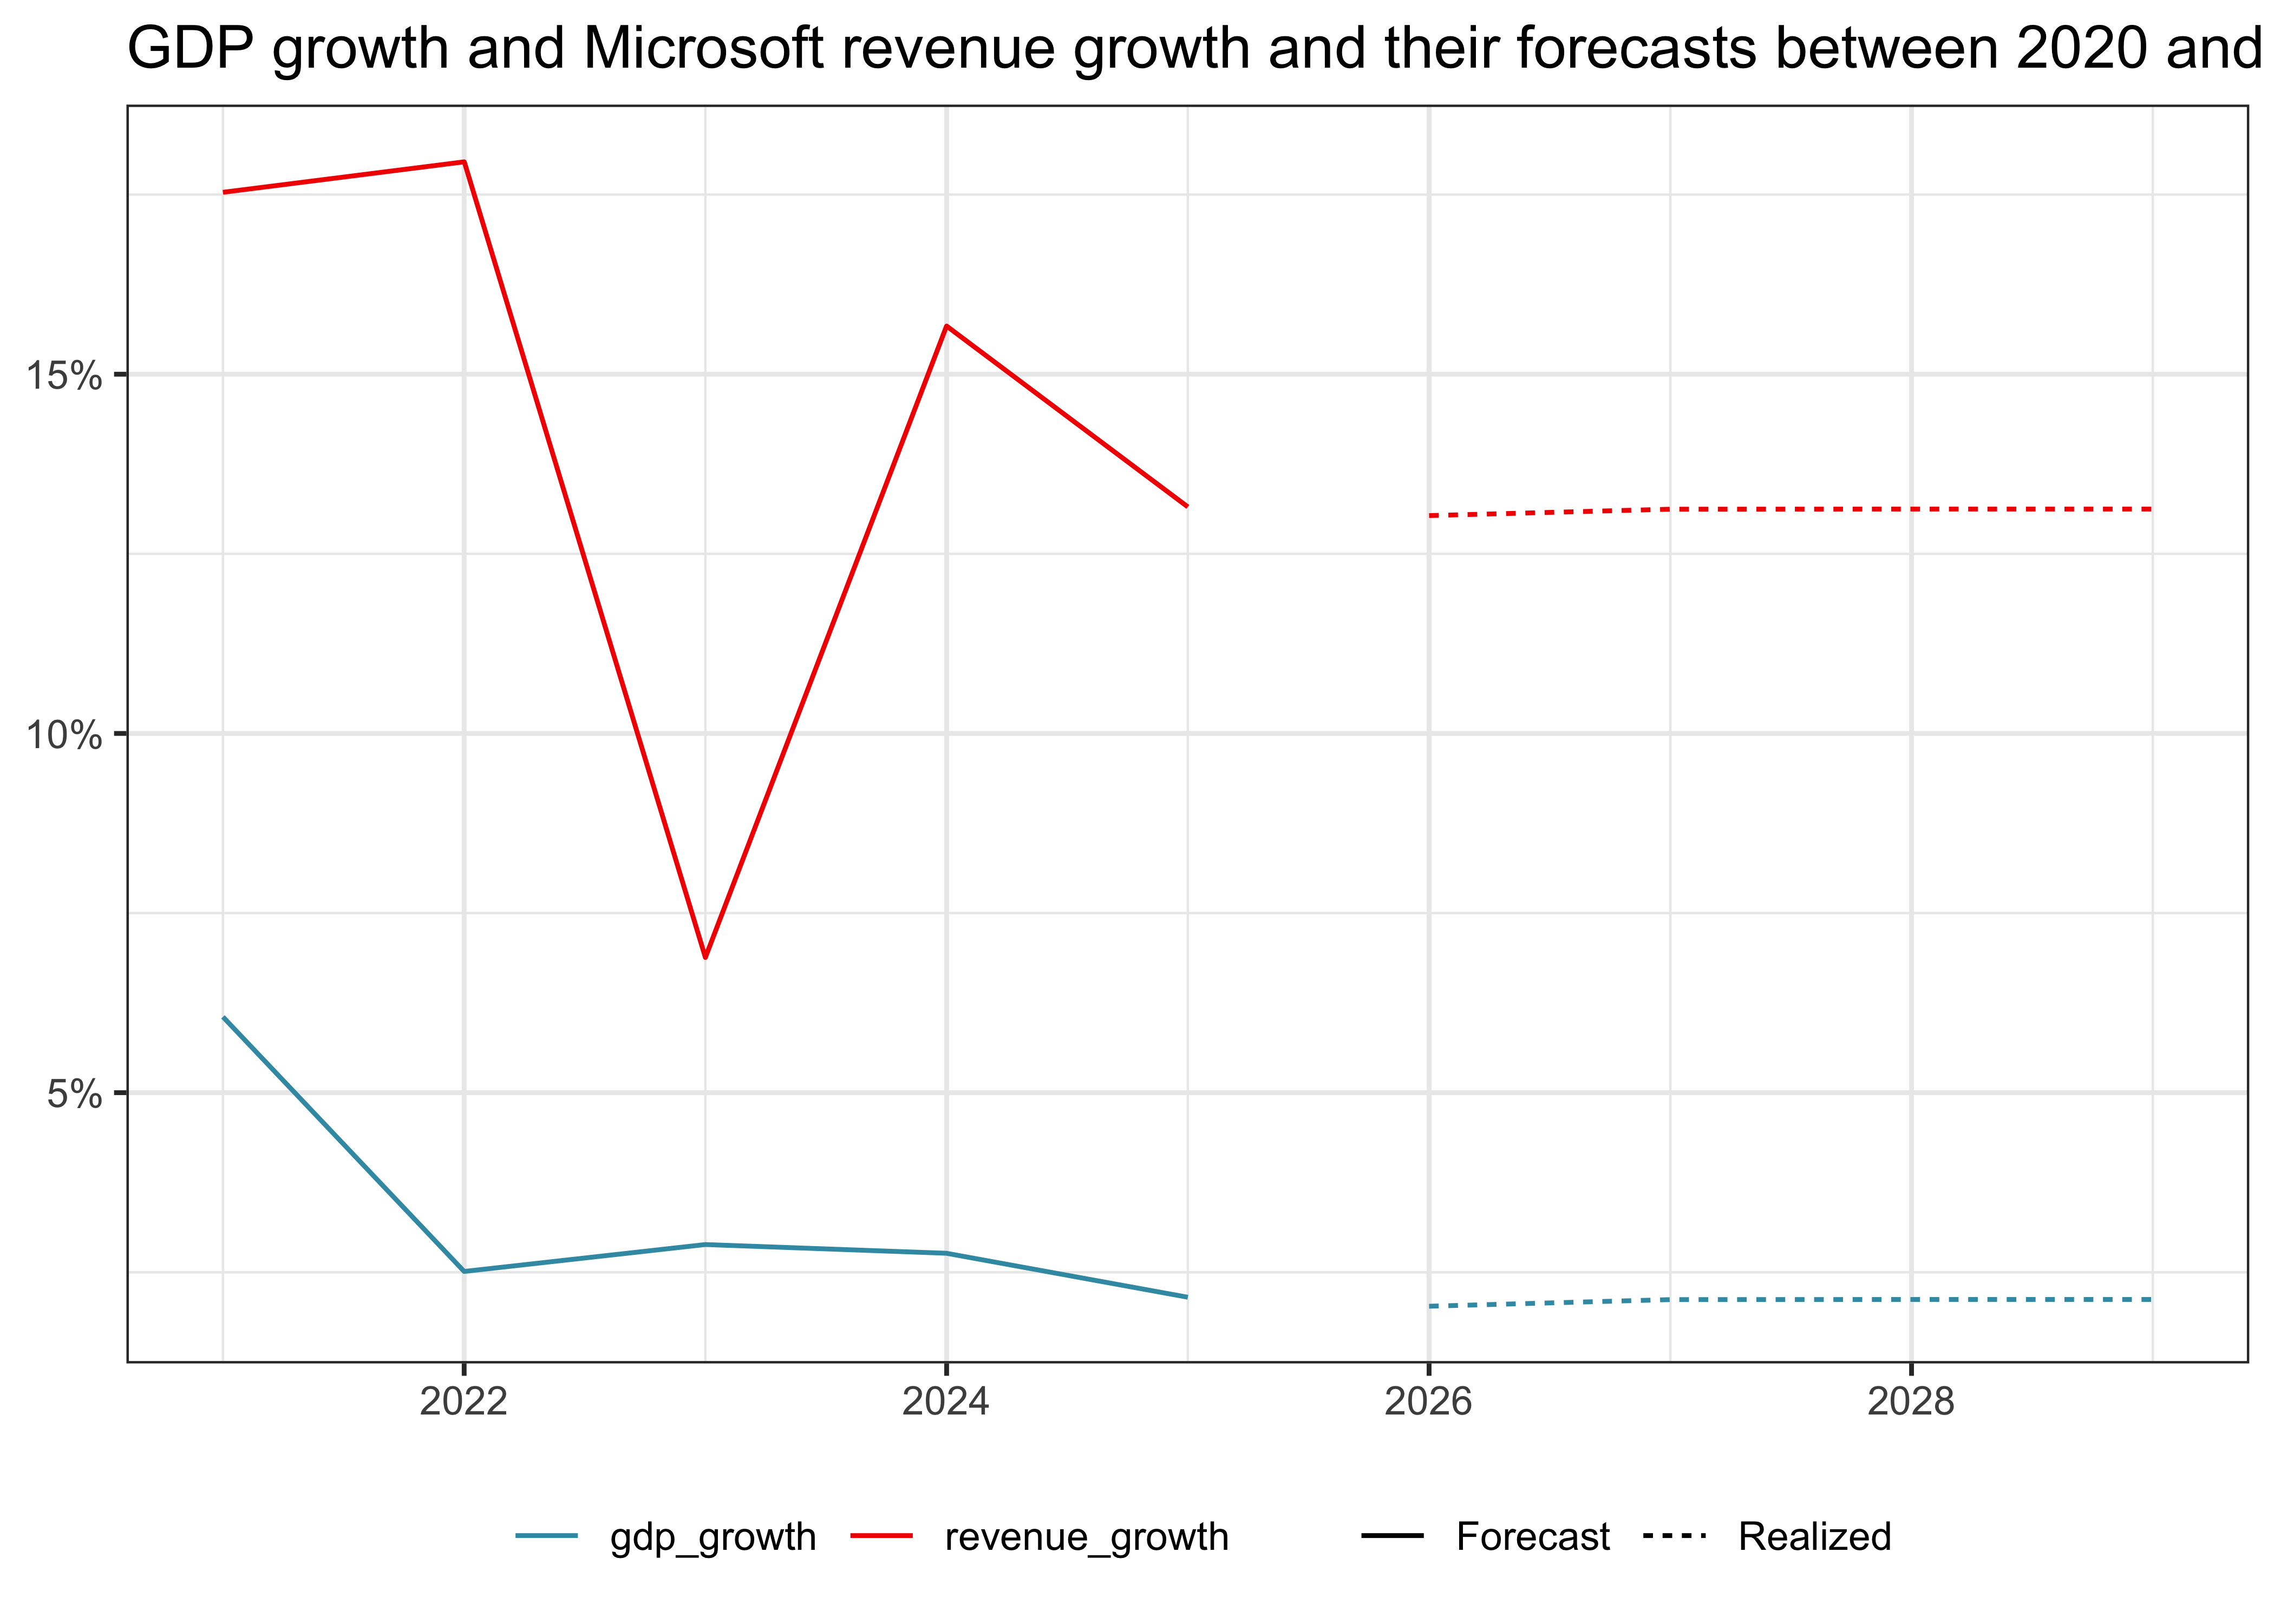 GDP growth and Microsoft revenue growth and their forecasts between 2020 and
15%
10%
5%
2022 2024 2026 2028
gdp_growth revenue_growth Forecast Realized